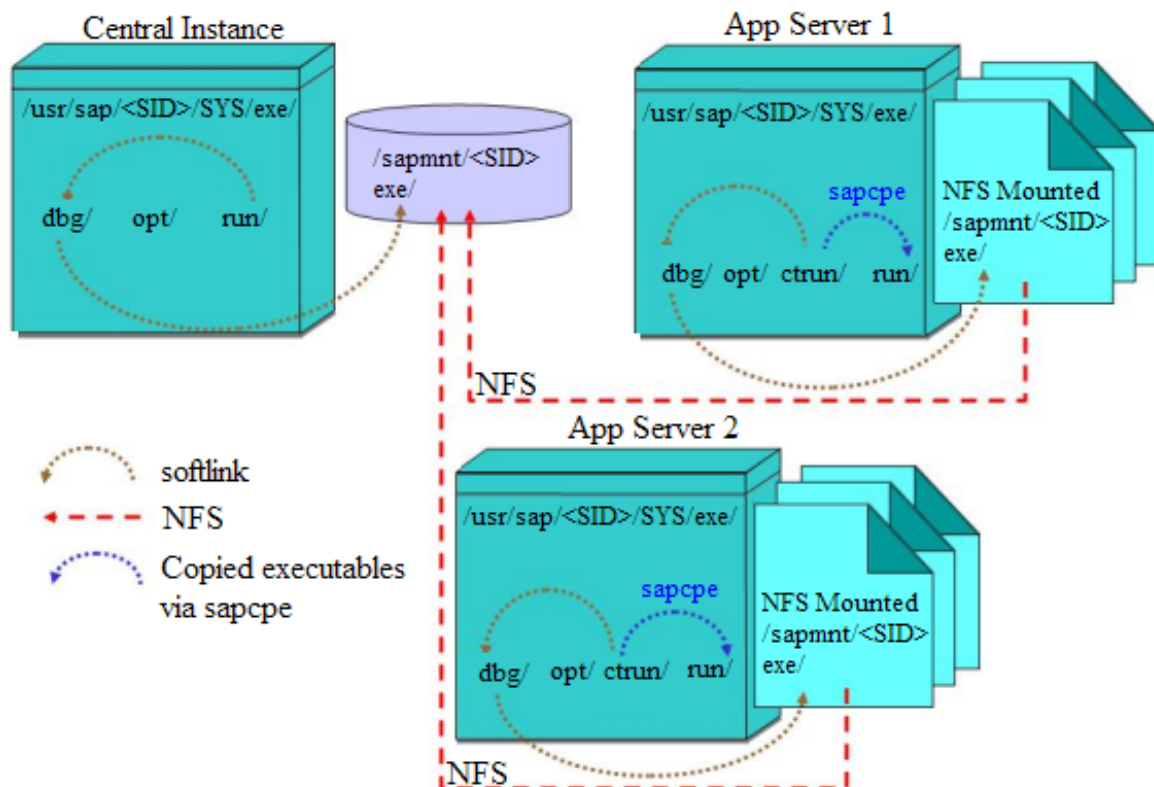 Central Instance
/usr/sap/<SID>/SYS/exe/
dbg/ opt/ run/
/sapmnt/<SID>
exe/
App Server 1
/usr/sap/<SID>/SYS/exe/
sapcpe
dbg/ opt/ ctrun/ run/
NFS Mounted
/sapmnt/<SID>
exe/
NFS
App Server 2
/usr/sap/<SID>/SYS/exe/
sapcpe
dbg/ opt/ ctrun/ run/
NFS Mounted
/sapmnt/<SID>
exe/
NFS
softlink
NFS
Copied executables
via sapcpe